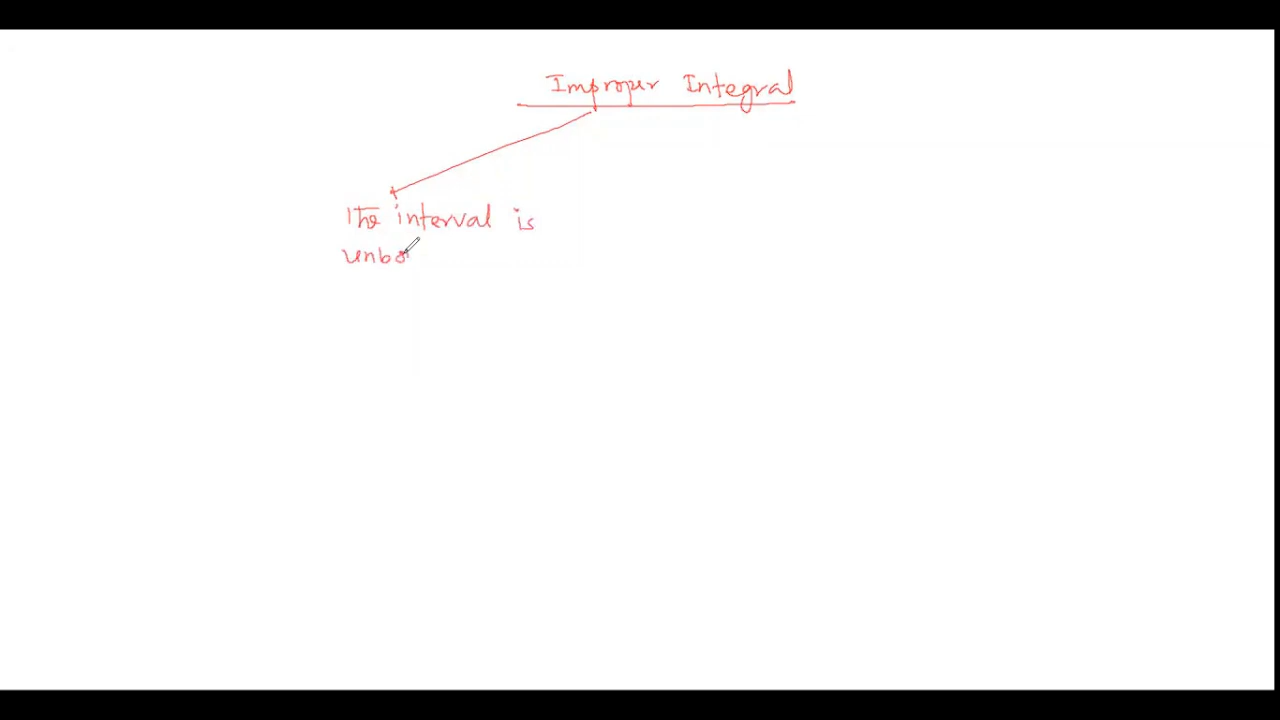 Improper Integral
The interval is
unbo